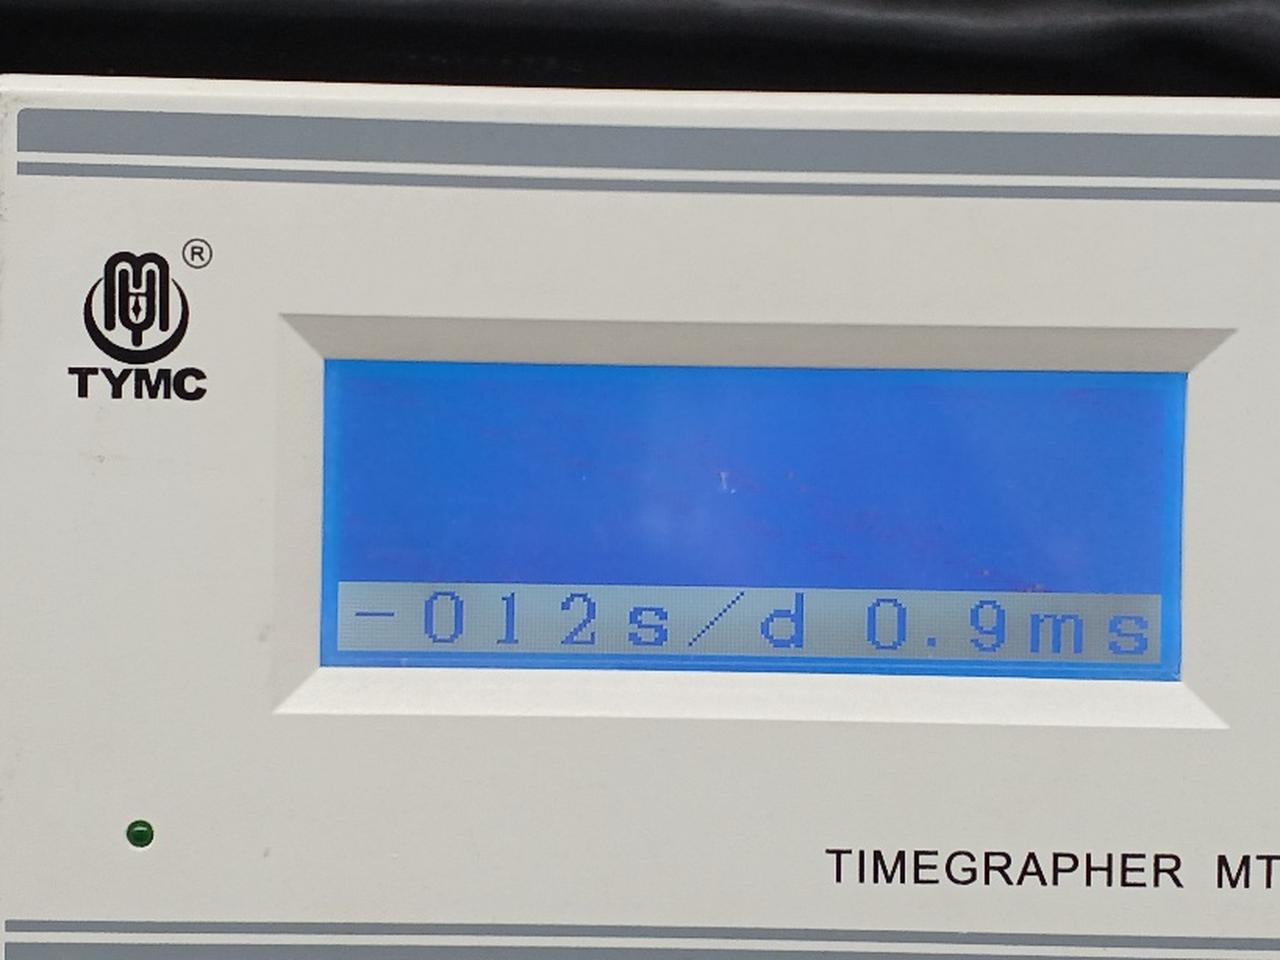 ®
TYMC
-012s/d 0.9ms
TIMEGRAPHER MT